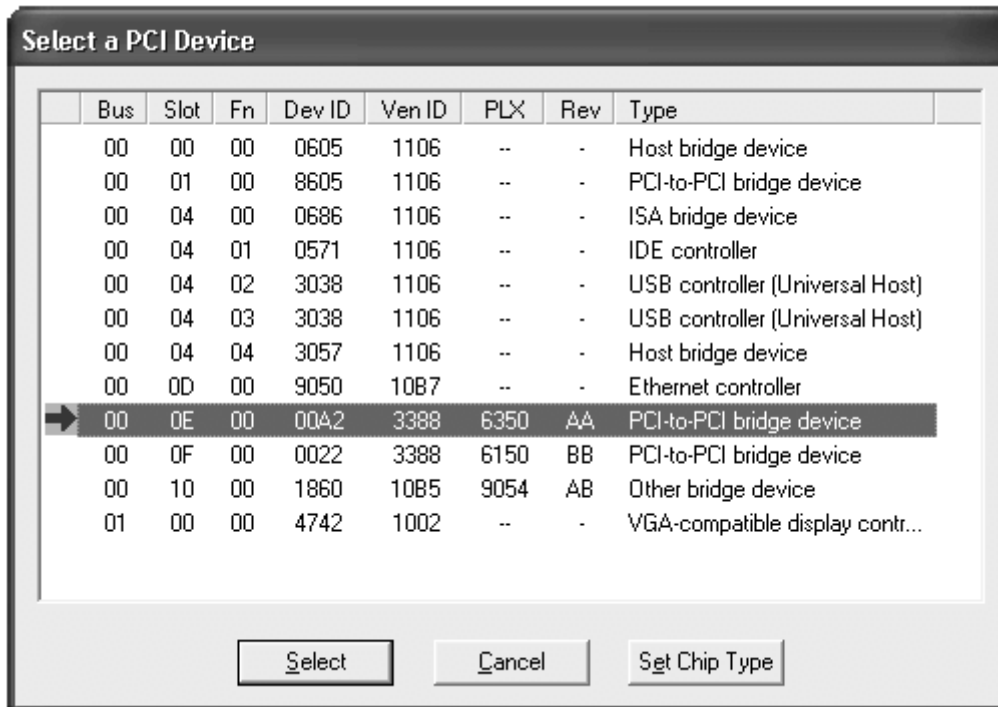 Select a PCI Device
Bus Slot Fn Dev ID Ven ID PLX Rev Type
00 00 00 0605 1106 -- - Host bridge device
00 01 00 8605 1106 -- - PCI-to-PCI bridge device
00 04 00 0686 1106 -- - ISA bridge device
00 04 01 0571 1106 -- - IDE controller
00 04 02 3038 1106 -- - USB controller (Universal Host)
00 04 03 3038 1106 -- - USB controller (Universal Host)
00 04 04 3057 1106 -- - Host bridge device
00 0D 00 9050 10B7 -- - Ethernet controller
00 0E 00 00A2 3388 6350 AA PCI-to-PCI bridge device
00 0F 00 0022 3388 6150 BB PCI-to-PCI bridge device
00 10 00 1860 10B5 9054 AB Other bridge device
01 00 00 4742 1002 -- - VGA-compatible display contr...
Select Cancel Set Chip Type